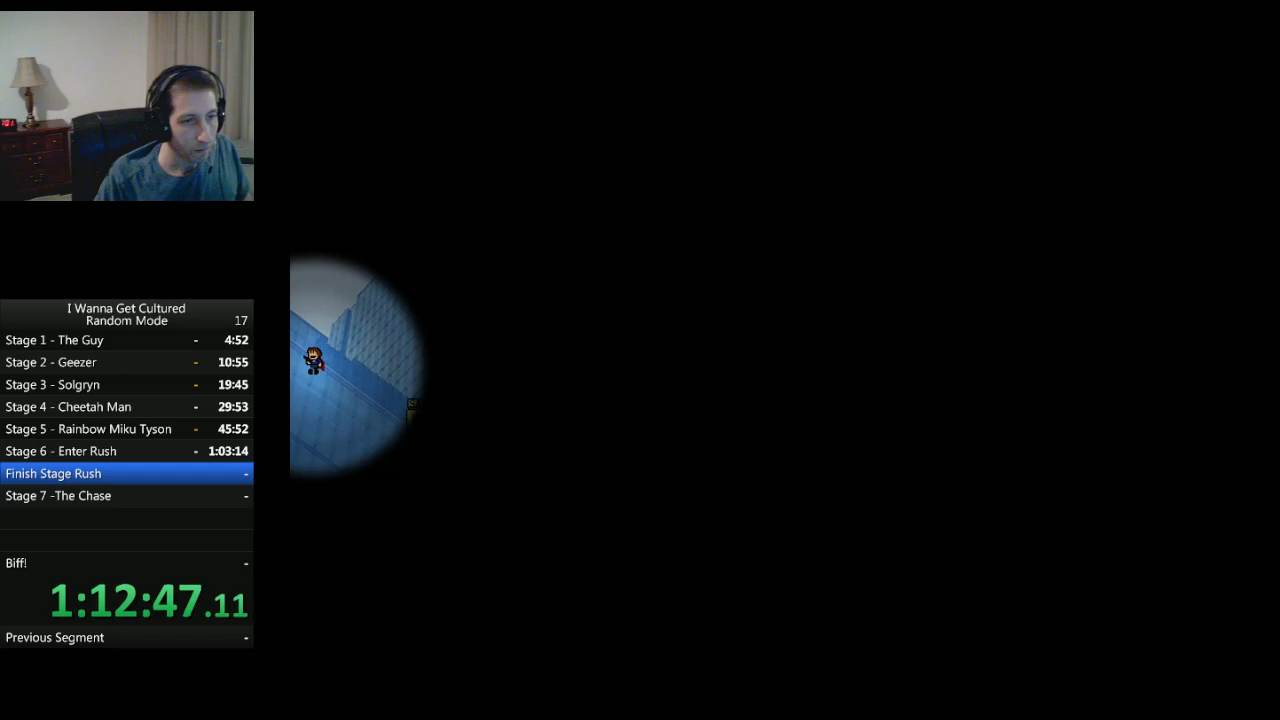 I Wanna Get Cultured
Random Mode 17
Stage 1 - The Guy - 4:52
Stage 2 - Geezer - 10:55
Stage 3 - Solgryn - 19:45
Stage 4 - Cheetah Man - 29:53
Stage 5 - Rainbow Miku Tyson - 45:52
Stage 6 - Enter Rush - 1:03:14
Finish Stage Rush -
Stage 7 -The Chase -
Biff! -
1:12:47.11
Previous Segment -